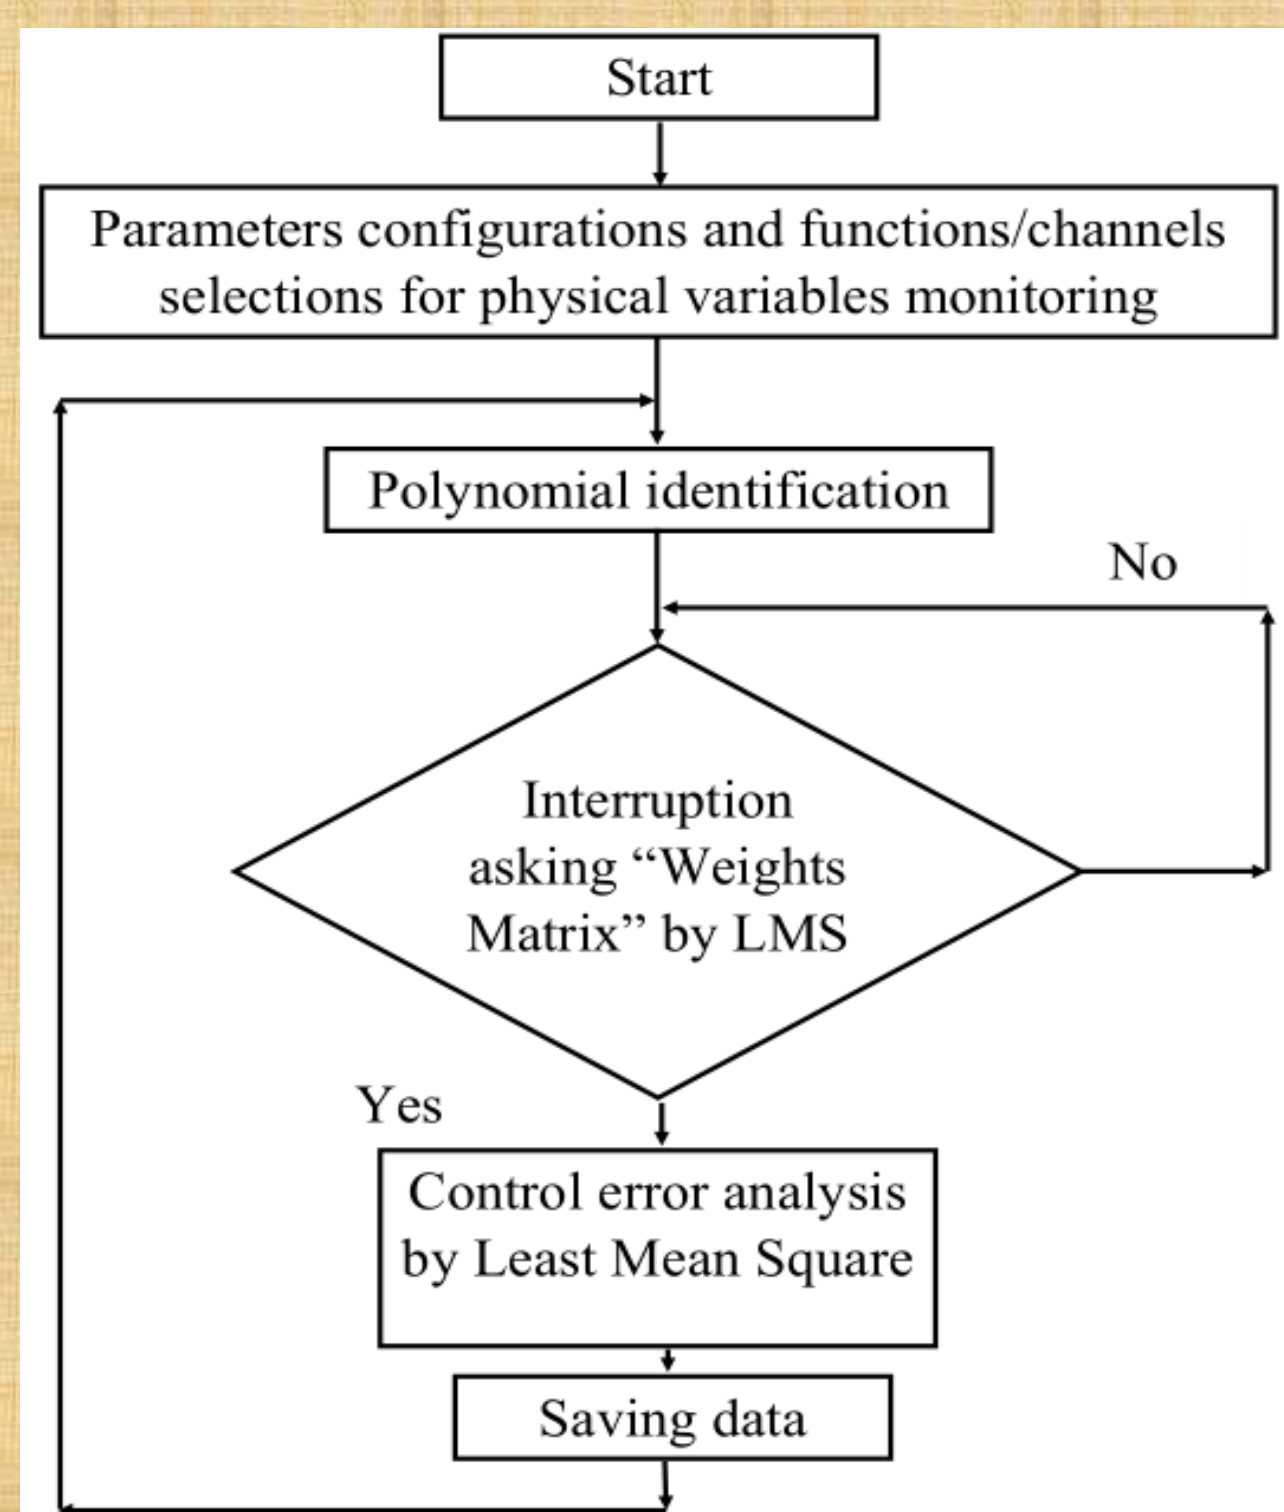 Start
Parameters configurations and functions/channels
selections for physical variables monitoring
Polynomial identification
No
Interruption
asking “Weights
Matrix” by LMS
Yes
Control error analysis
by Least Mean Square
Saving data